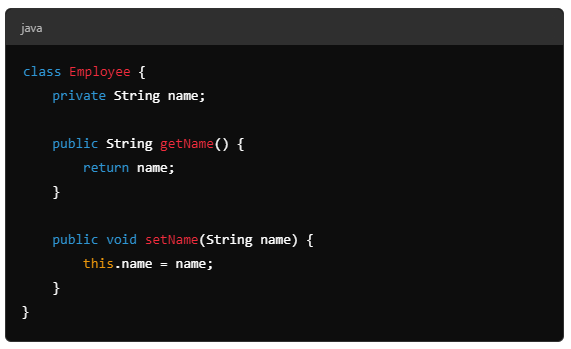 java
class Employee {
    private String name;

    public String getName() {
        return name;
    }

    public void setName(String name) {
        this.name = name;
    }
}